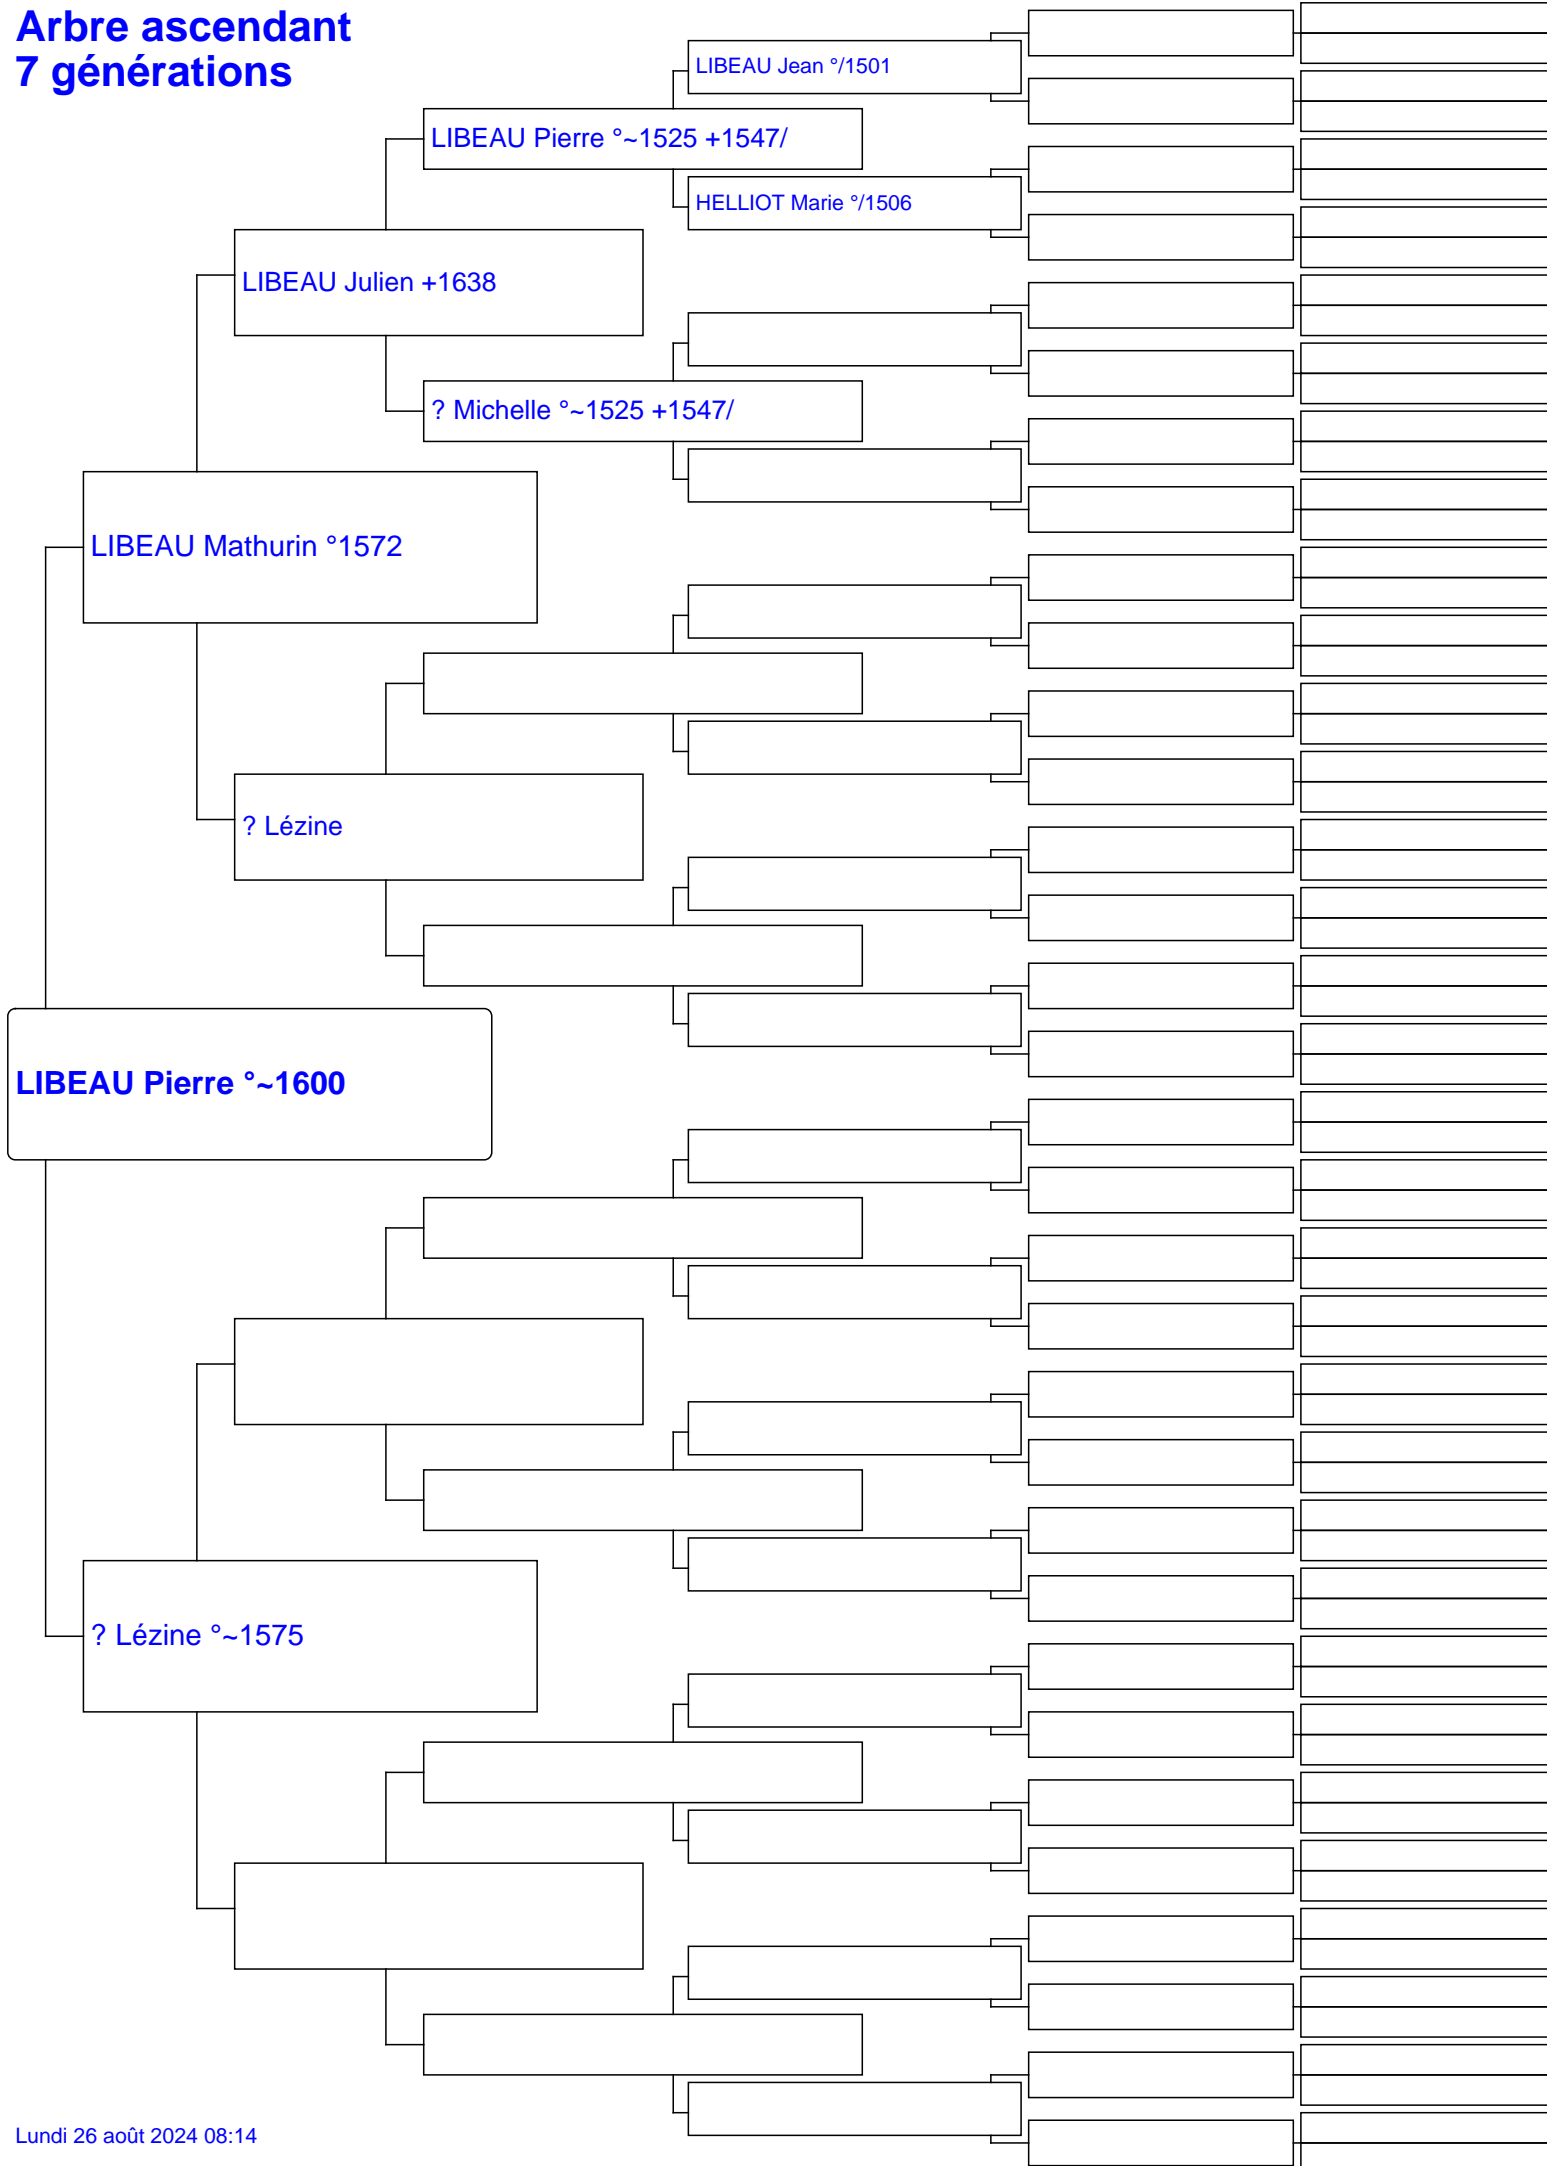 Arbre ascendant
7 générations
LIBEAU Jean °/1501
LIBEAU Pierre °~1525 +1547/
HELLIOT Marie °/1506
LIBEAU Julien +1638
? Michelle °~1525 +1547/
LIBEAU Mathurin °1572
? Lézine
LIBEAU Pierre °~1600
? Lézine °~1575
Lundi 26 août 2024 08:14